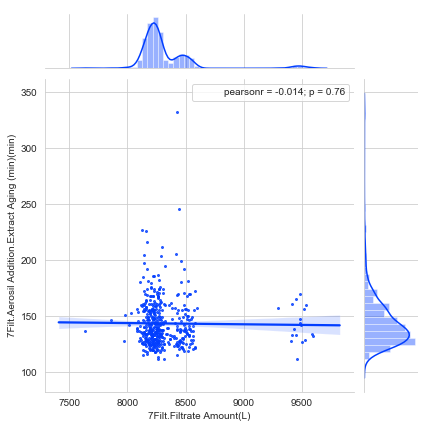 350
pearsonr = -0.014; p = 0.76
300
250
200
150
100
7Filt.Aerosil Addition.Extract Aging (min)(min)
7500 8000 8500 9000 9500
7Filt.Filtrate Amount(L)